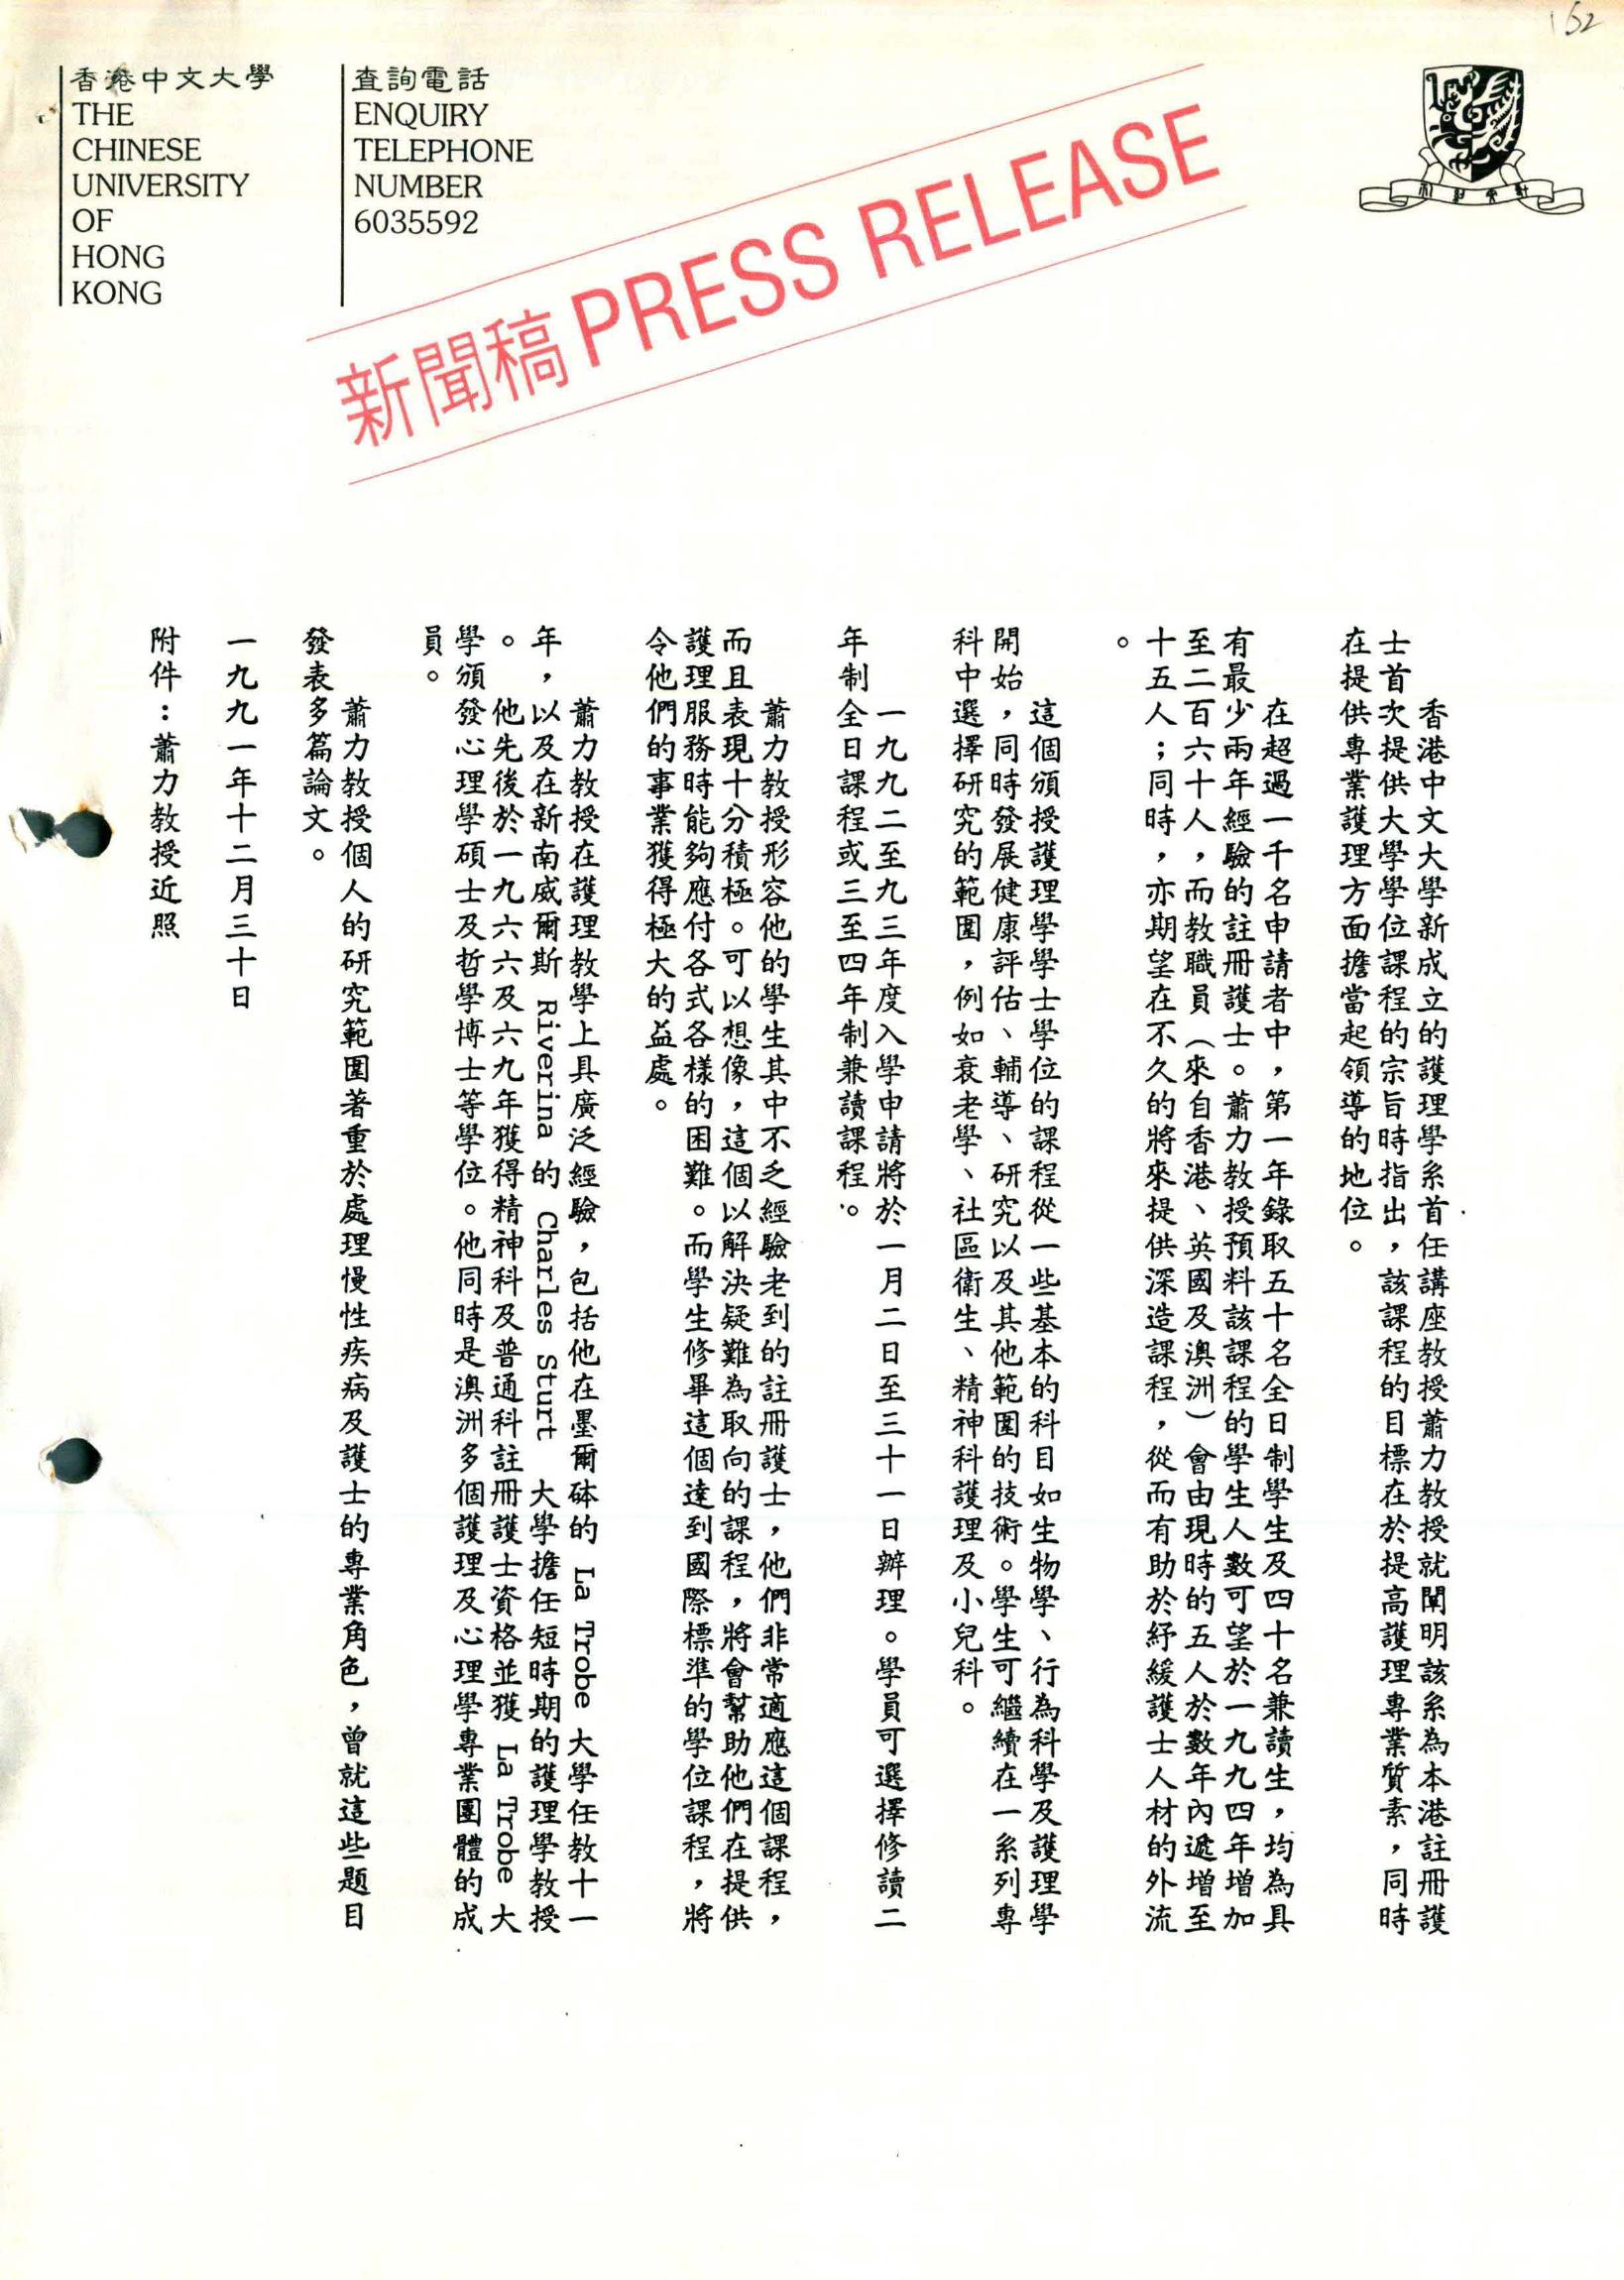 152
香港中文大學
THE
CHINESE
UNIVERSITY
OF
HONG
KONG
查詢電話
ENQUIRY
TELEPHONE
NUMBER
6035592
新聞稿 PRESS RELEASE
香港中文大學新成立的護理學系首任講座教授蕭力教授就闡明該系為本港註冊護
士首次提供大學學位課程的宗旨時指出，該課程的目標在於提高護理專業質素，同時
在提供專業護理方面擔當起領導的地位。
在超過一千名申請者中，第一年錄取五十名全日制學生及四十名兼讀生，均為具
有最少兩年經驗的註冊護士。蕭力教授預料該課程的學生人數可望於一九九四年增加
至二百六十人，而教職員（來自香港、英國及澳洲）會由現時的五人於數年內遞增至
十五人；同時，亦期望在不久的將來提供深造課程，從而有助於紓緩護士人材的外流
。
這個頒授護理學學士學位的課程從一些基本的科目如生物學、行為科學及護理學
開始，同時發展健康評估、輔導、研究以及其他範圍的技術。學生可繼續在一系列專
科中選擇研究的範圍，例如衰老學、社區衛生、精神科護理及小兒科。
一九九二至九三年度入學申請將於一月二日至三十一日辦理。學員可選擇修讀二
年制全日課程或三至四年制兼讀課程。
蕭力教授形容他的學生其中不乏經驗老到的註冊護士，他們非常適應這個課程，
而且表現十分積極。可以想像，這個以解決疑難為取向的課程，將會幫助他們在提供
護理服務時能夠應付各式各樣的困難。而學生修畢這個達到國際標準的學位課程，將
令他們的事業獲得極大的益處。
蕭力教授在護理教學上具廣泛經驗，包括他在墨爾砵的 La Trobe 大學任教十一
年，以及在新南威爾斯 Riverina 的 Charles Sturt 大學擔任短時期的護理學教授
。他先後於一九六六及六九年獲得精神科及普通科註冊護士資格並獲 La Trobe 大
學頒發心理學碩士及哲學博士等學位。他同時是澳洲多個護理及心理學專業團體的成
員。
蕭力教授個人的研究範圍著重於處理慢性疾病及護士的專業角色，曾就這些題目
發表多篇論文。
一九九一年十二月三十日
附件：蕭力教授近照